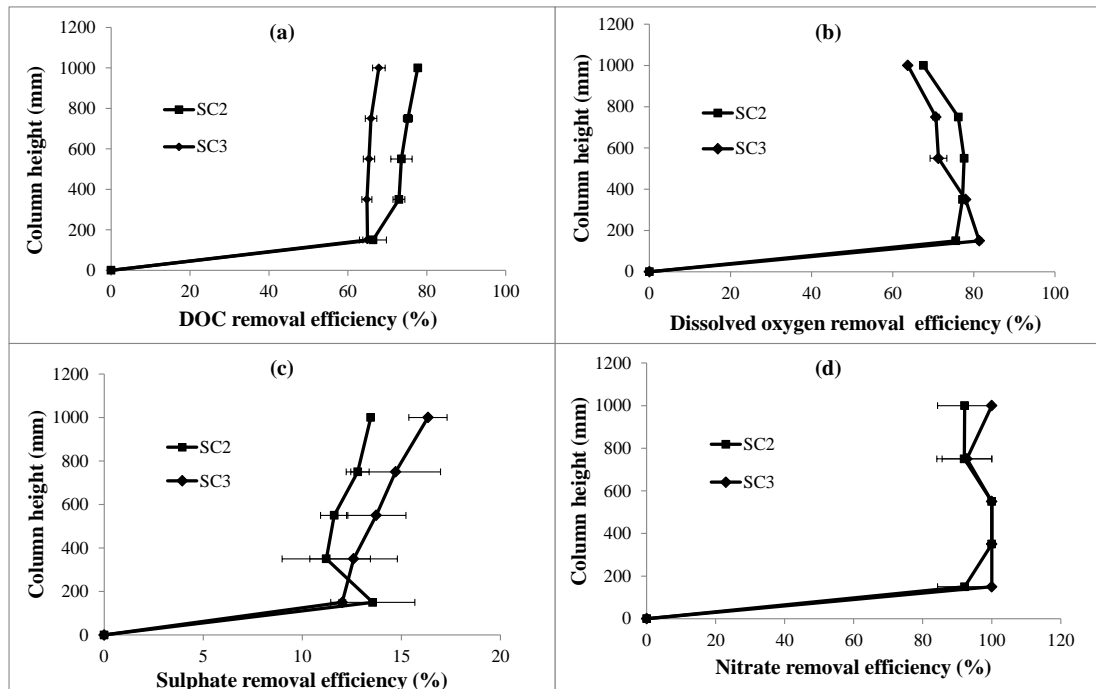 (a)
1200
1000
800
600
400
200
0
Column height (mm)
SC2
SC3
0 20 40 60 80 100
DOC removal efficiency (%)
(b)
1200
1000
800
600
400
200
0
Column height (mm)
SC2
SC3
0 20 40 60 80 100
Dissolved oxygen removal efficiency (%)
(c)
1200
1000
800
600
400
200
0
Column height (mm)
SC2
SC3
0 5 10 15 20
Sulphate removal efficiency (%)
(d)
1200
1000
800
600
400
200
0
Column height (mm)
SC2
SC3
0 20 40 60 80 100 120
Nitrate removal efficiency (%)